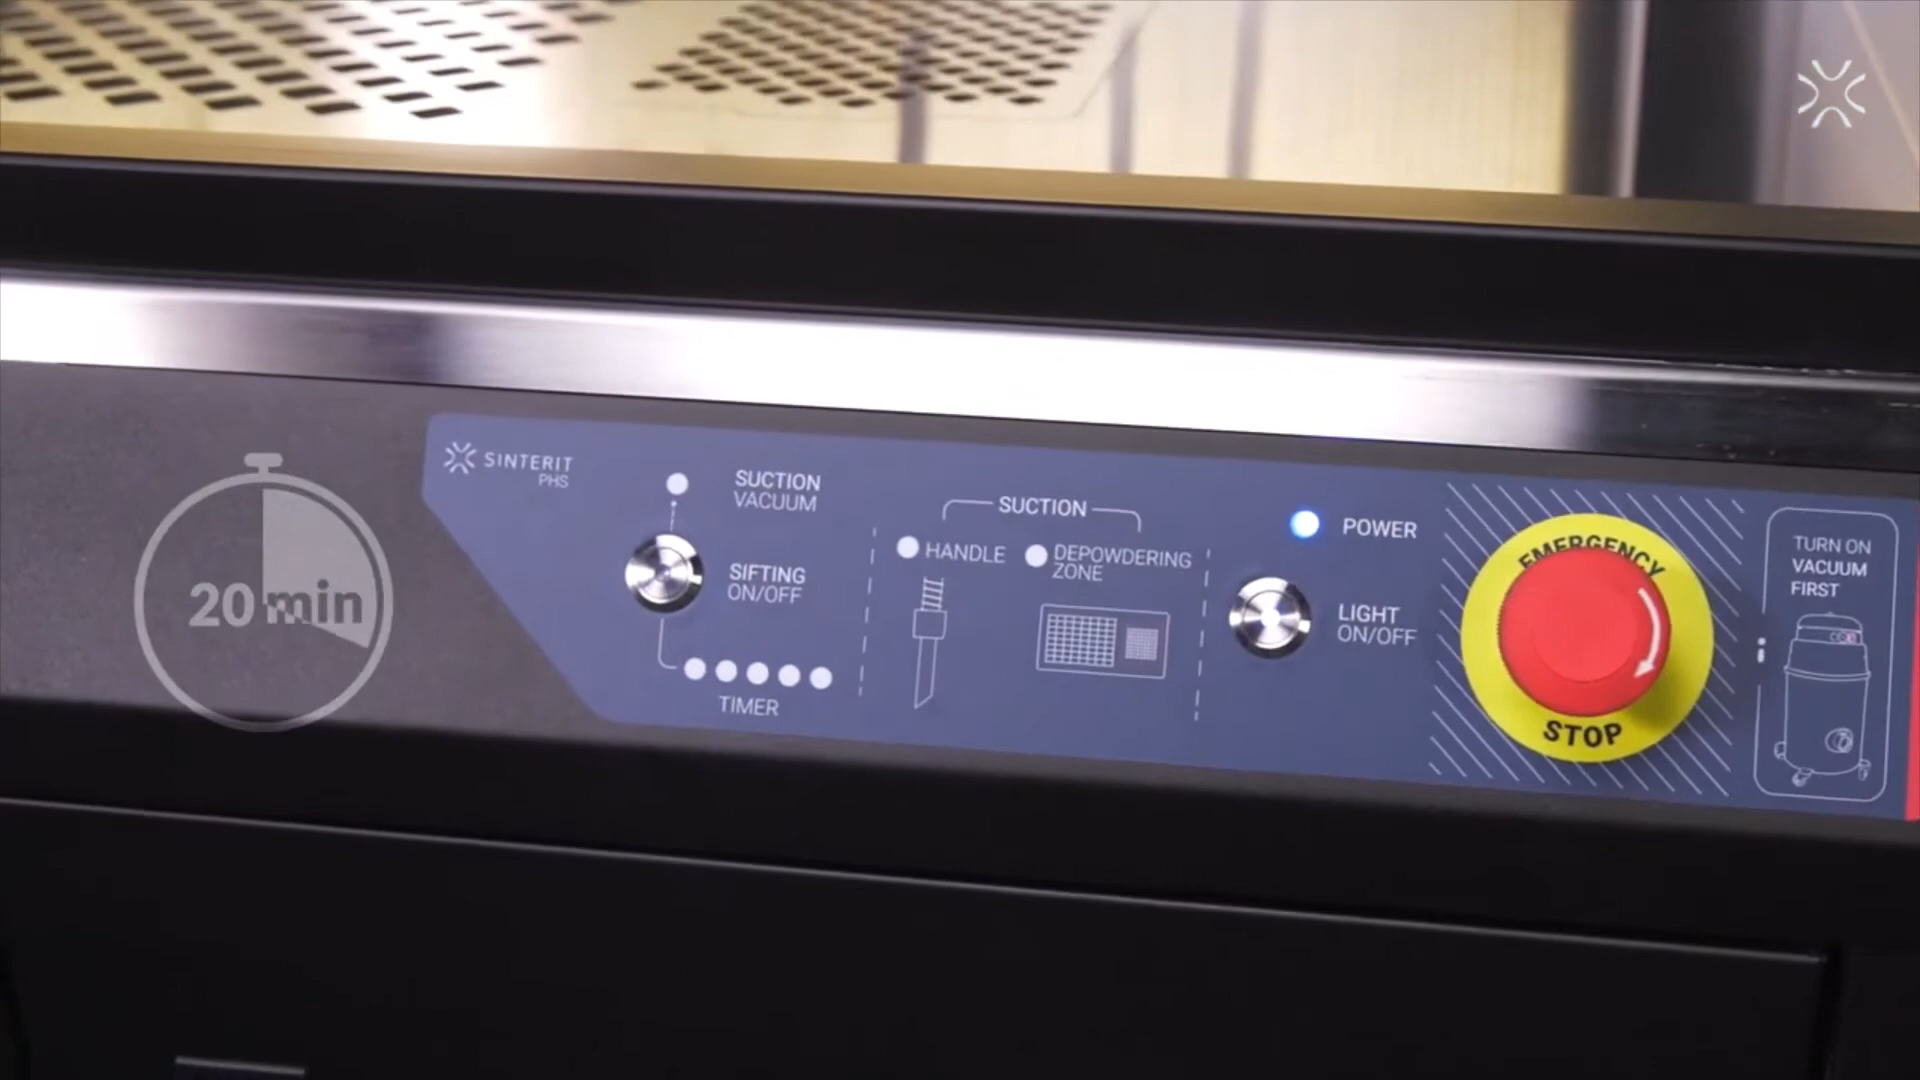 20 min
SINTERIT
PHS
SUCTION
VACUUM
SIFTING
ON/OFF
TIMER
SUCTION
HANDLE
DEPOWDERING
ZONE
POWER
LIGHT
ON/OFF
EMERGENCY
STOP
TURN ON
VACUUM
FIRST